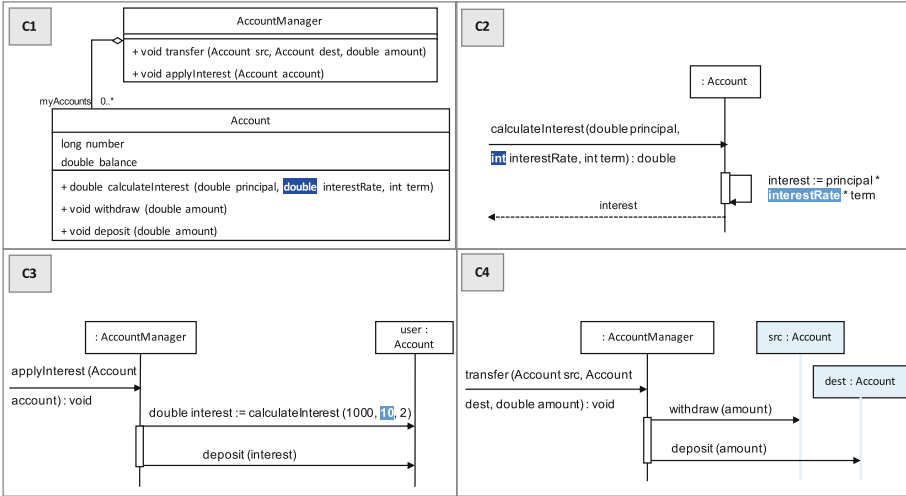 C1
AccountManager
+ void transfer (Account src, Account dest, double amount)
+ void applyInterest (Account account)
myAccounts 0..*
Account
long number
double balance
+ double calculateInterest (double principal, double interestRate, int term)
+ void withdraw (double amount)
+ void deposit (double amount)
C2
: Account
calculateInterest(double principal,
int interestRate, int term) : double
interest := principal *
interestRate * term
interest
C3
: AccountManager
user :
Account
applyInterest (Account
account) : void
double interest := calculateInterest (1000, 10, 2)
deposit (interest)
C4
: AccountManager
src : Account
dest : Account
transfer (Account src, Account
dest, double amount) : void
withdraw (amount)
deposit (amount)